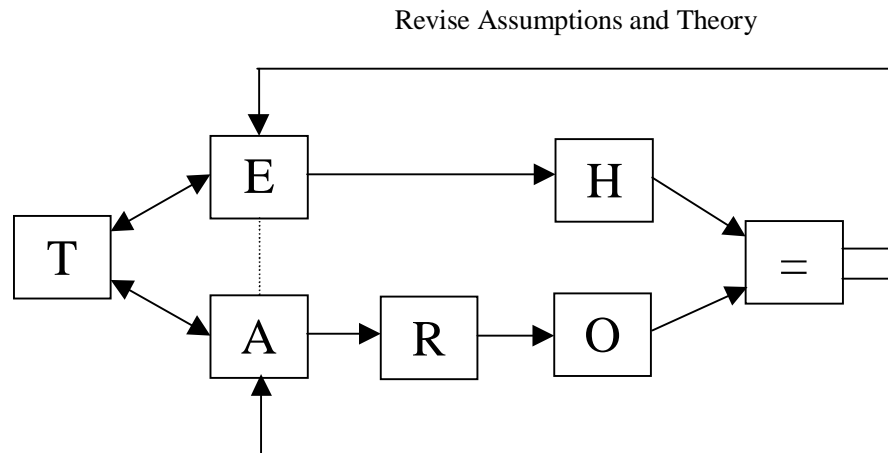 Revise Assumptions and Theory
E
H
T
=
A
R
O